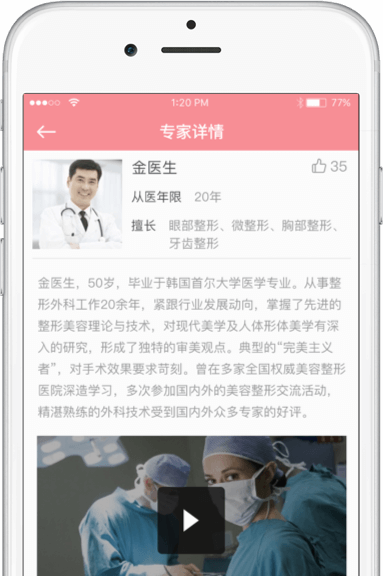 1:20 PM
77%
专家详情
金医生
35
从医年限 20年
擅长 眼部整形、微整形、胸部整形、
牙齿整形
金医生，50岁，毕业于韩国首尔大学医学专业。从事整
形外科工作20余年，紧跟行业发展动向，掌握了先进的
整形美容理论与技术，对现代美学及人体形体美学有深
入的研究，形成了独特的审美观点。典型的“完美主义
者”，对手术效果要求苛刻。曾在多家全国权威美容整形
医院深造学习，多次参加国内外的美容整形交流活动，
精湛熟练的外科技术受到国内外众多专家的好评。